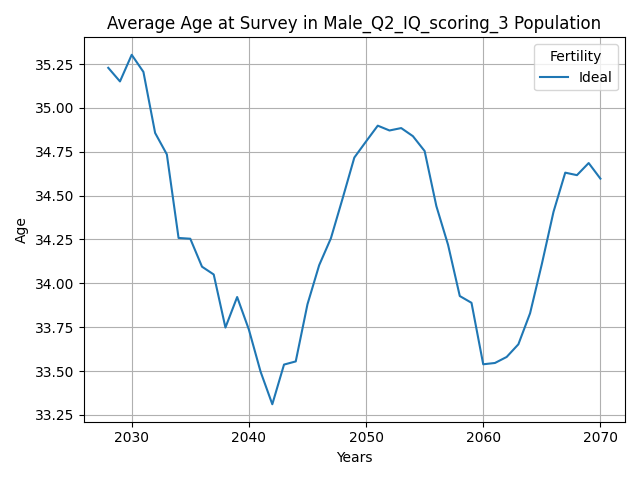 Average Age at Survey in Male_Q2_IQ_scoring_3 Population
Fertility
Ideal
Age
35.25
35.00
34.75
34.50
34.25
34.00
33.75
33.50
33.25
2030 2040 2050 2060 2070
Years